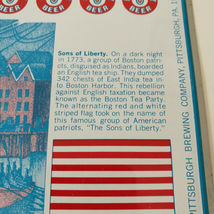 BEER BEER BEER
Sons of Liberty. On a dark night
in 1773, a group of Boston patri-
ots, disguised as Indians, boarded
an English tea ship. They dumped
342 chests of East India tea in-
to Boston Harbor. This rebellion
against English taxation became
known as the Boston Tea Party.
The alternating red and white
striped flag took on the name of
this famous group of American
patriots, "The Sons of Liberty."
PITTSBURGH BREWING COMPANY, PITTSBURGH, PA.